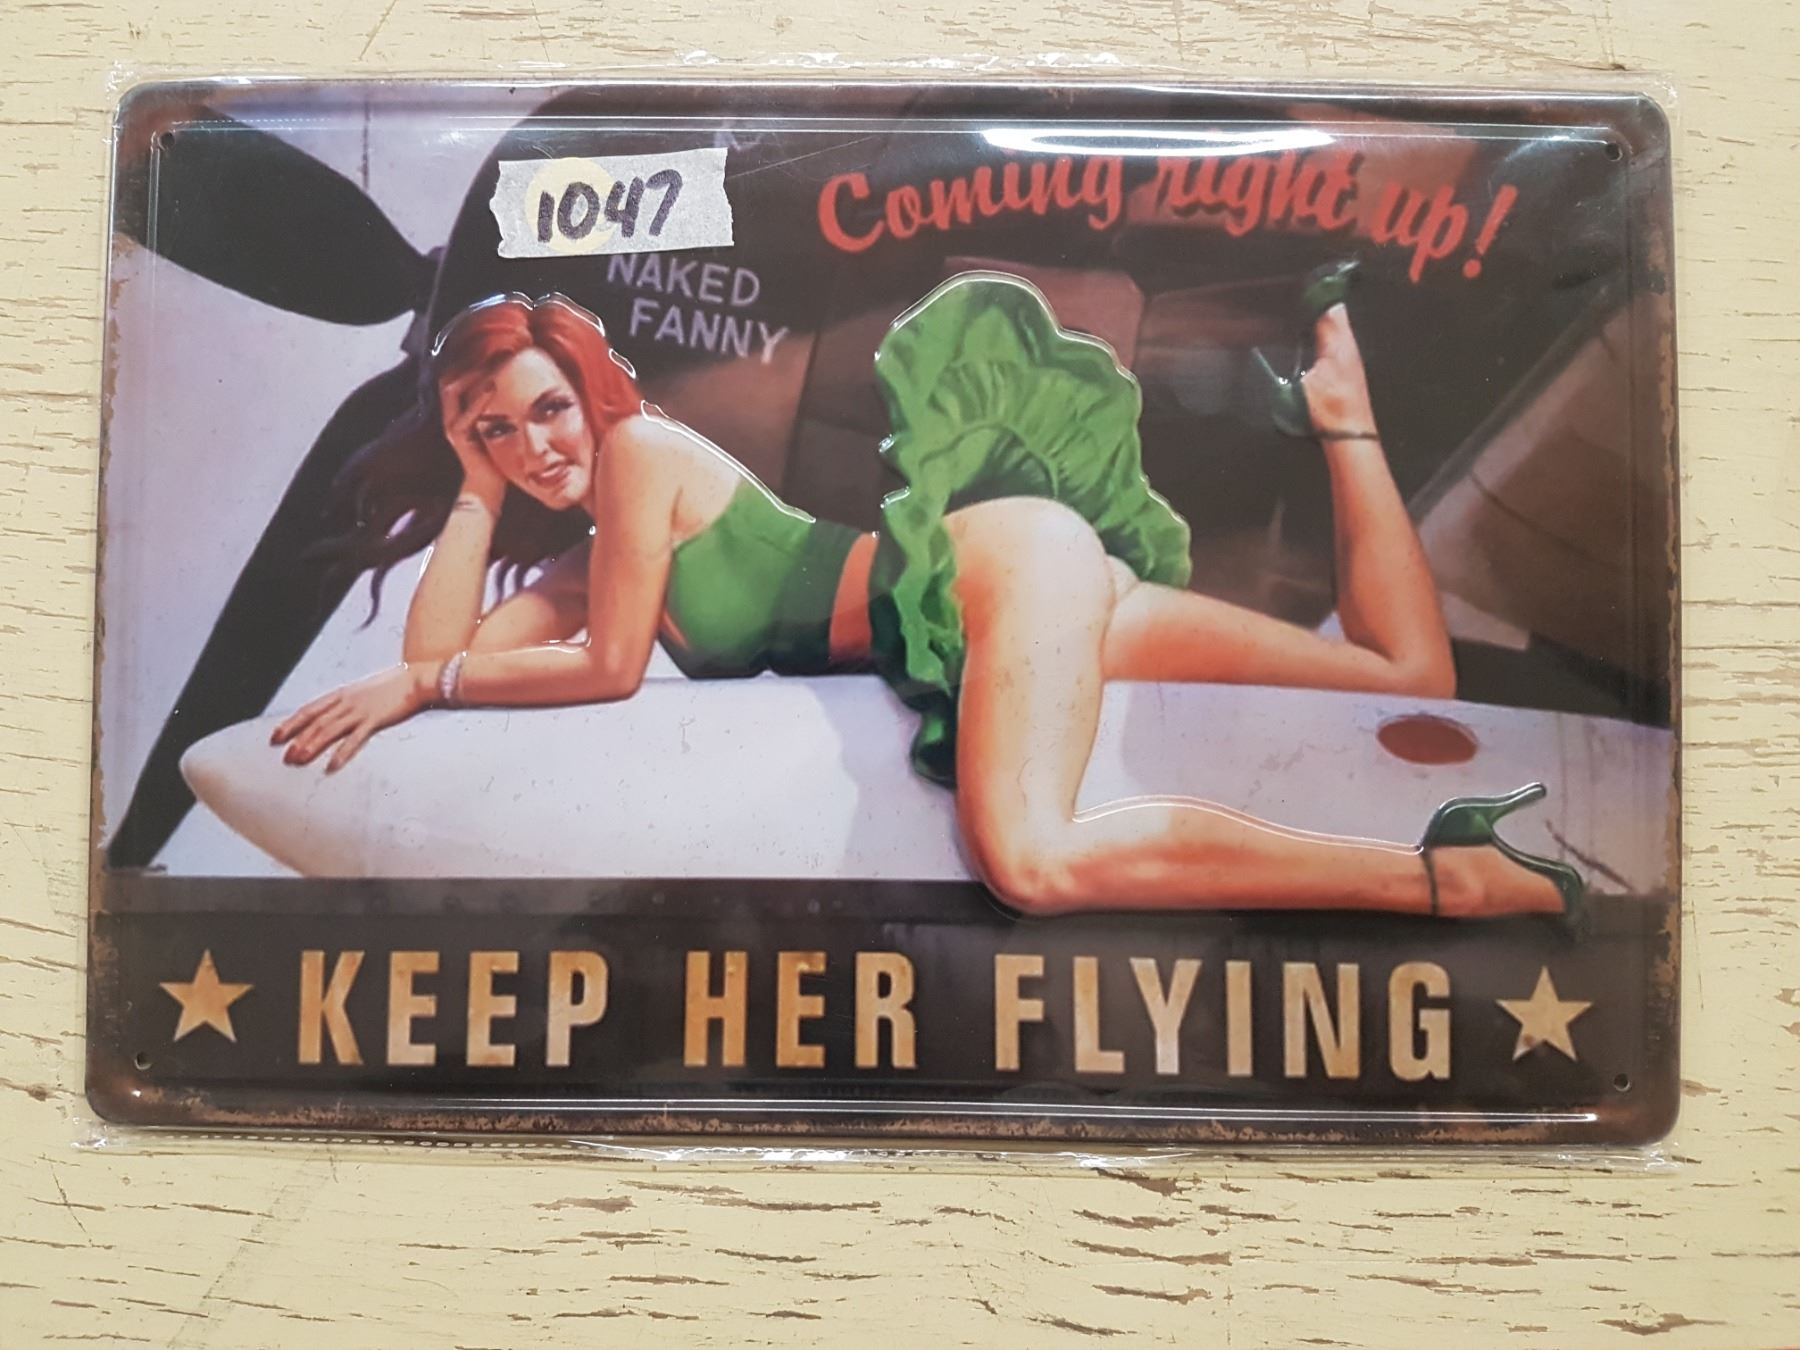 1047
Coming right up!
NAKED
FANNY
★ KEEP HER FLYING ★